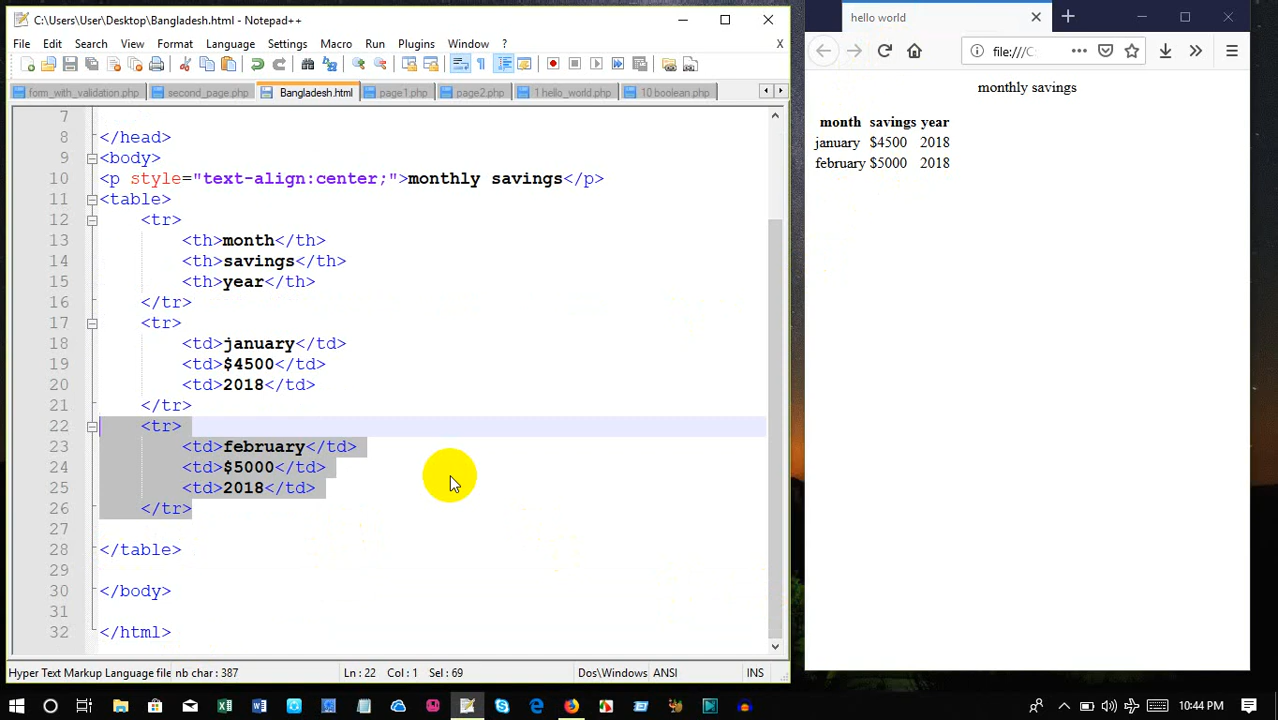 C:\Users\User\Desktop\Bangladesh.html - Notepad++
File Edit Search View Format Encoding Language Settings Macro Run Plugins Window ? X
form_with_validation.php second_page.php Bangladesh.html page1.php page2.php 1 hello_world.php 10 boolean.php
7
8 </head>
9 <body>
10 <p style="text-align:center;">monthly savings</p>
11 <table>
12 <tr>
13 <th>month</th>
14 <th>savings</th>
15 <th>year</th>
16 </tr>
17 <tr>
18 <td>january</td>
19 <td>$4500</td>
20 <td>2018</td>
21 </tr>
22 <tr>
23 <td>february</td>
24 <td>$5000</td>
25 <td>2018</td>
26 </tr>
27
28 </table>
29
30 </body>
31
32 </html>
Hyper Text Markup Language file nb char : 387 Ln : 22 Col : 1 Sel : 69 Dos\Windows ANSI INS
hello world
file:///C:
monthly savings
month savings year
january $4500 2018
february $5000 2018
10:44 PM